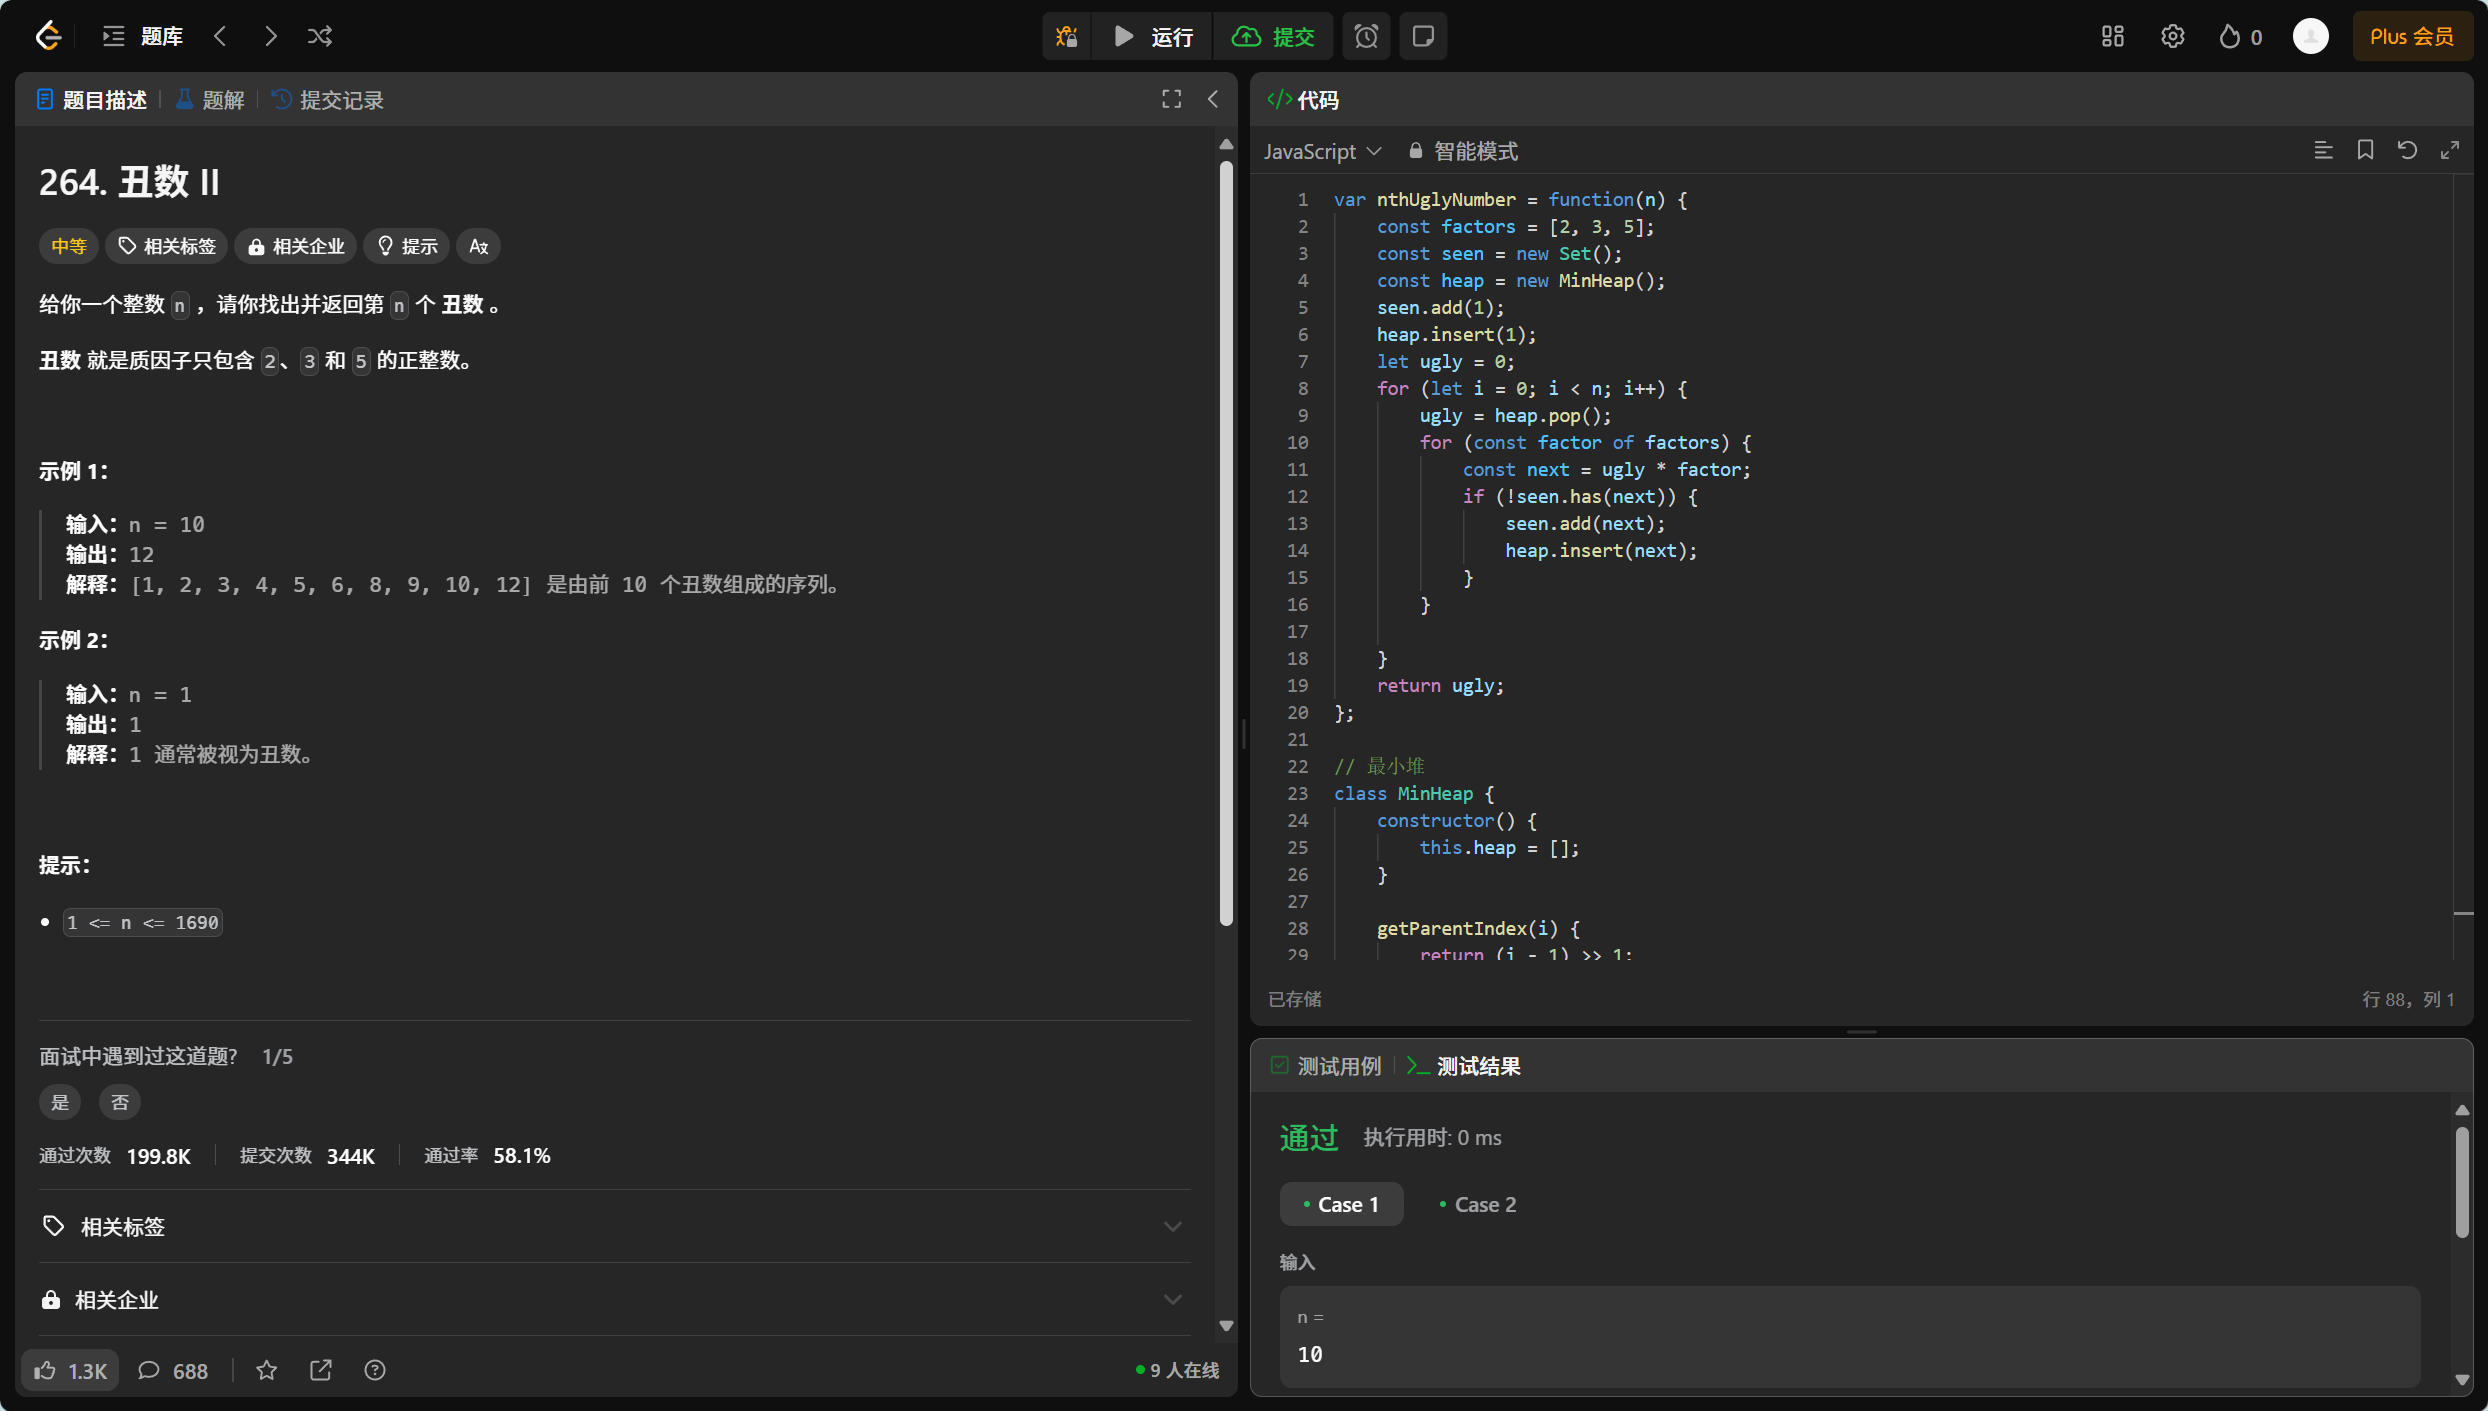 题库
运行
提交
0
Plus 会员
题目描述
题解
提交记录
264. 丑数 II
中等
相关标签
相关企业
提示
给你一个整数 n ，请你找出并返回第 n 个 丑数 。
丑数 就是质因子只包含 2、3 和 5 的正整数。
示例 1：
输入：n = 10
输出：12
解释：[1, 2, 3, 4, 5, 6, 8, 9, 10, 12] 是由前 10 个丑数组成的序列。
示例 2：
输入：n = 1
输出：1
解释：1 通常被视为丑数。
提示：
1 <= n <= 1690
面试中遇到过这道题? 1/5
是
否
通过次数 199.8K
提交次数 344K
通过率 58.1%
相关标签
相关企业
1.3K
688
9 人在线
代码
JavaScript
智能模式
1 var nthUglyNumber = function(n) {
2 const factors = [2, 3, 5];
3 const seen = new Set();
4 const heap = new MinHeap();
5 seen.add(1);
6 heap.insert(1);
7 let ugly = 0;
8 for (let i = 0; i < n; i++) {
9 ugly = heap.pop();
10 for (const factor of factors) {
11 const next = ugly * factor;
12 if (!seen.has(next)) {
13 seen.add(next);
14 heap.insert(next);
15 }
16 }
17
18 }
19 return ugly;
20 };
21
22 // 最小堆
23 class MinHeap {
24 constructor() {
25 this.heap = [];
26 }
27
28 getParentIndex(i) {
29 return (i - 1) >> 1;
已存储
行 88，列 1
测试用例
测试结果
通过
执行用时: 0 ms
Case 1
Case 2
输入
n =
10